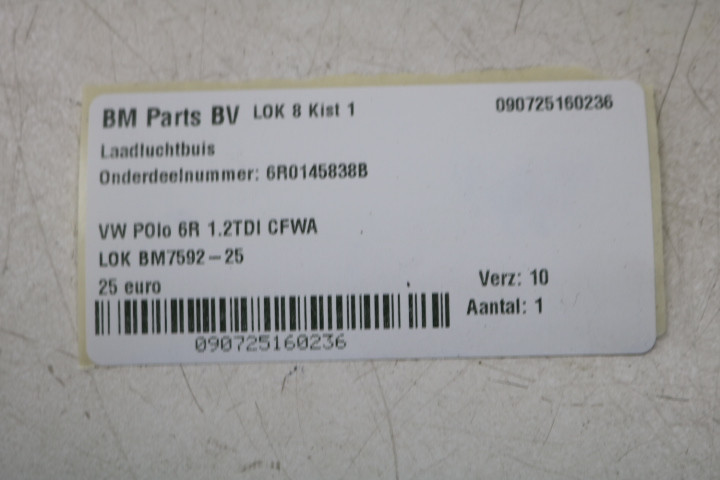 BM Parts BV LOK 8 Kist 1 090725160236
Laadluchtbuis
Onderdeelnummer: 6R0145838B
VW POlo 6R 1.2TDI CFWA
LOK BM7592-25
25 euro Verz: 10
Aantal: 1
090725160236